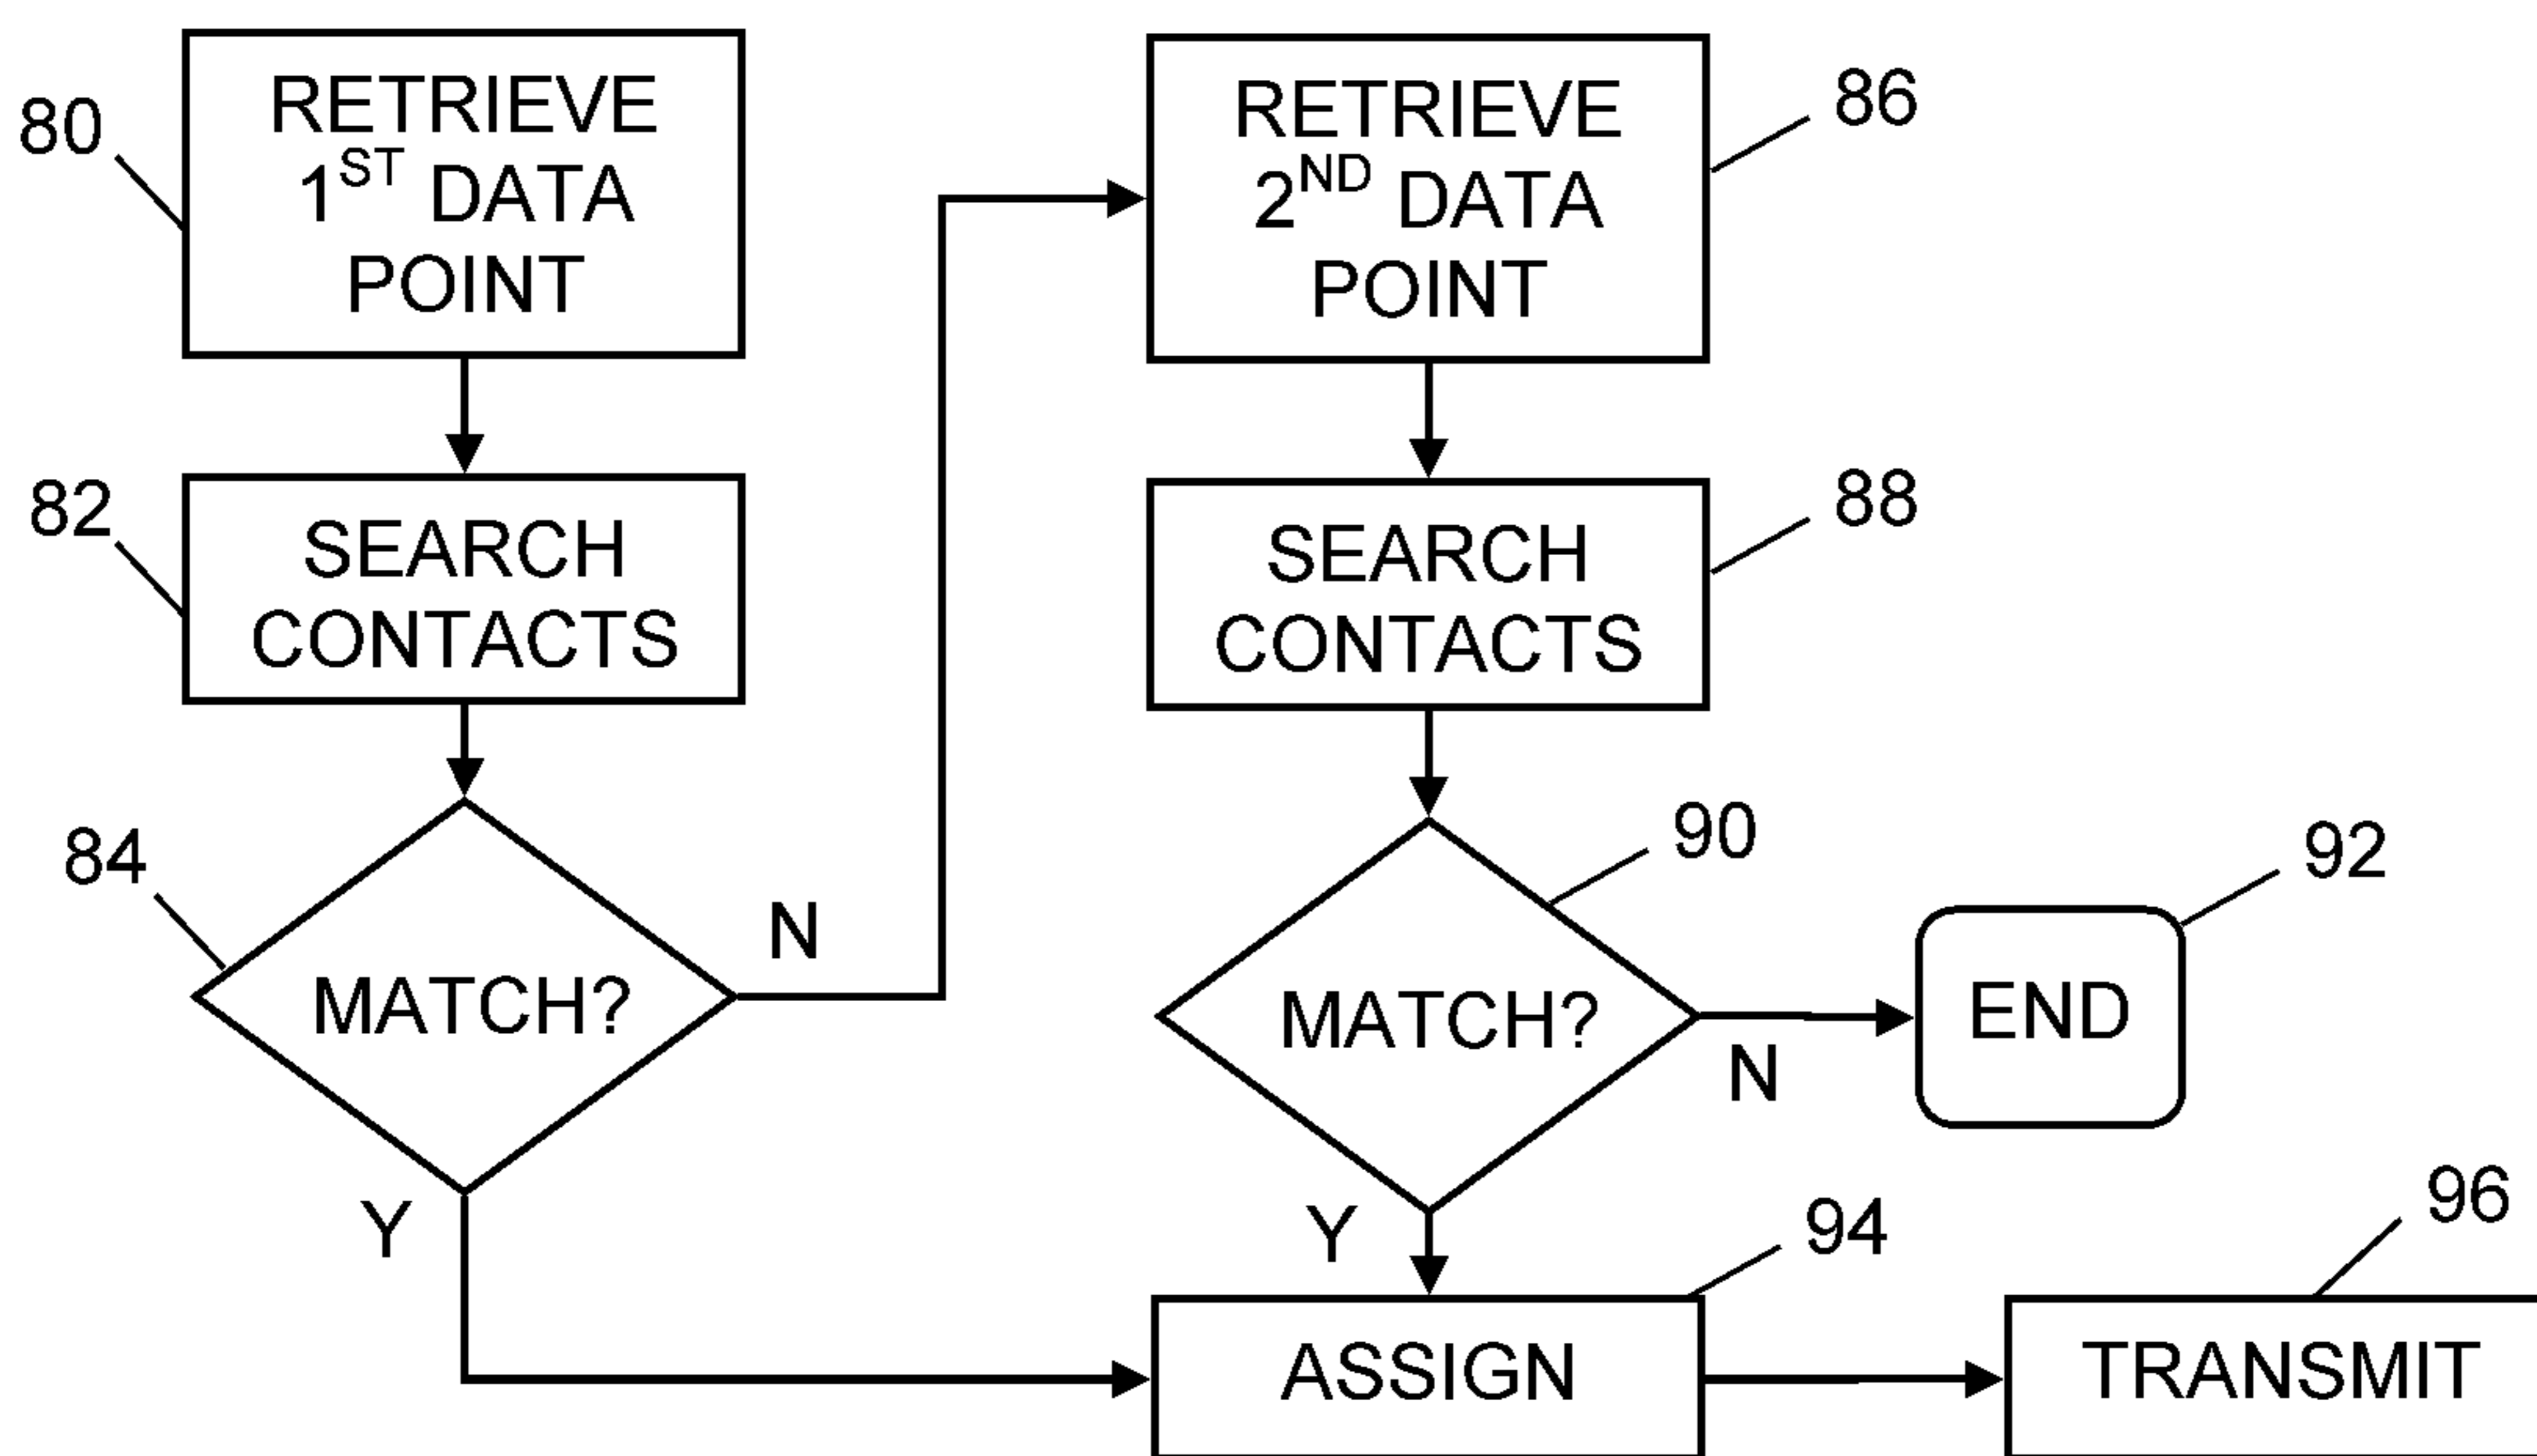 80
RETRIEVE
1ST DATA
POINT
82
SEARCH
CONTACTS
84
MATCH?
N
Y
86
RETRIEVE
2ND DATA
POINT
88
SEARCH
CONTACTS
90
MATCH?
N
Y
92
END
94
ASSIGN
96
TRANSMIT